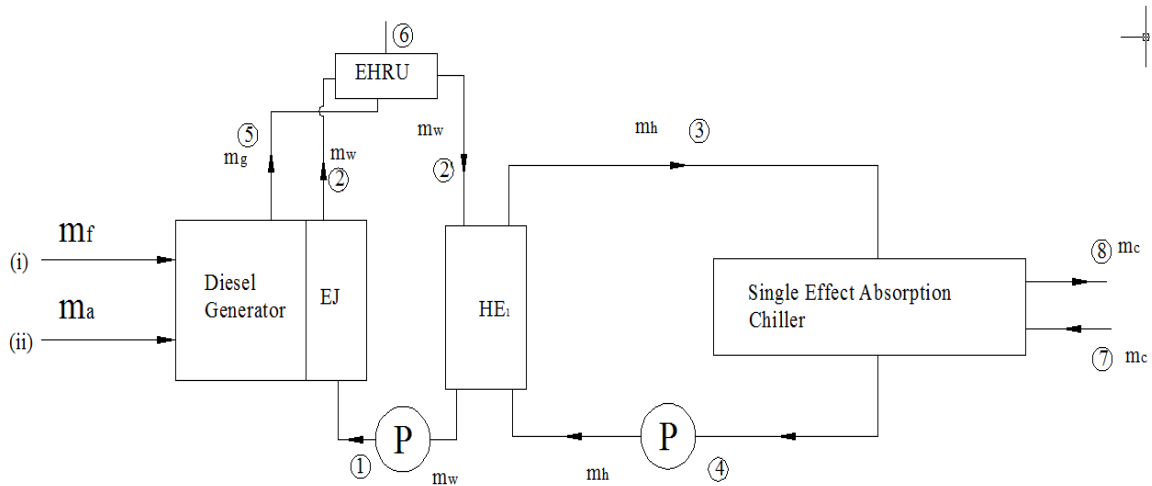 ⑥
EHRU
⑤
mg
mw
②
mw
②'
mh
③
mf
(i)
ma
(ii)
Diesel
Generator
EJ
HE₁
Single Effect Absorption
Chiller
⑧ mc
⑦ mc
P
①
mw
P
mh
④